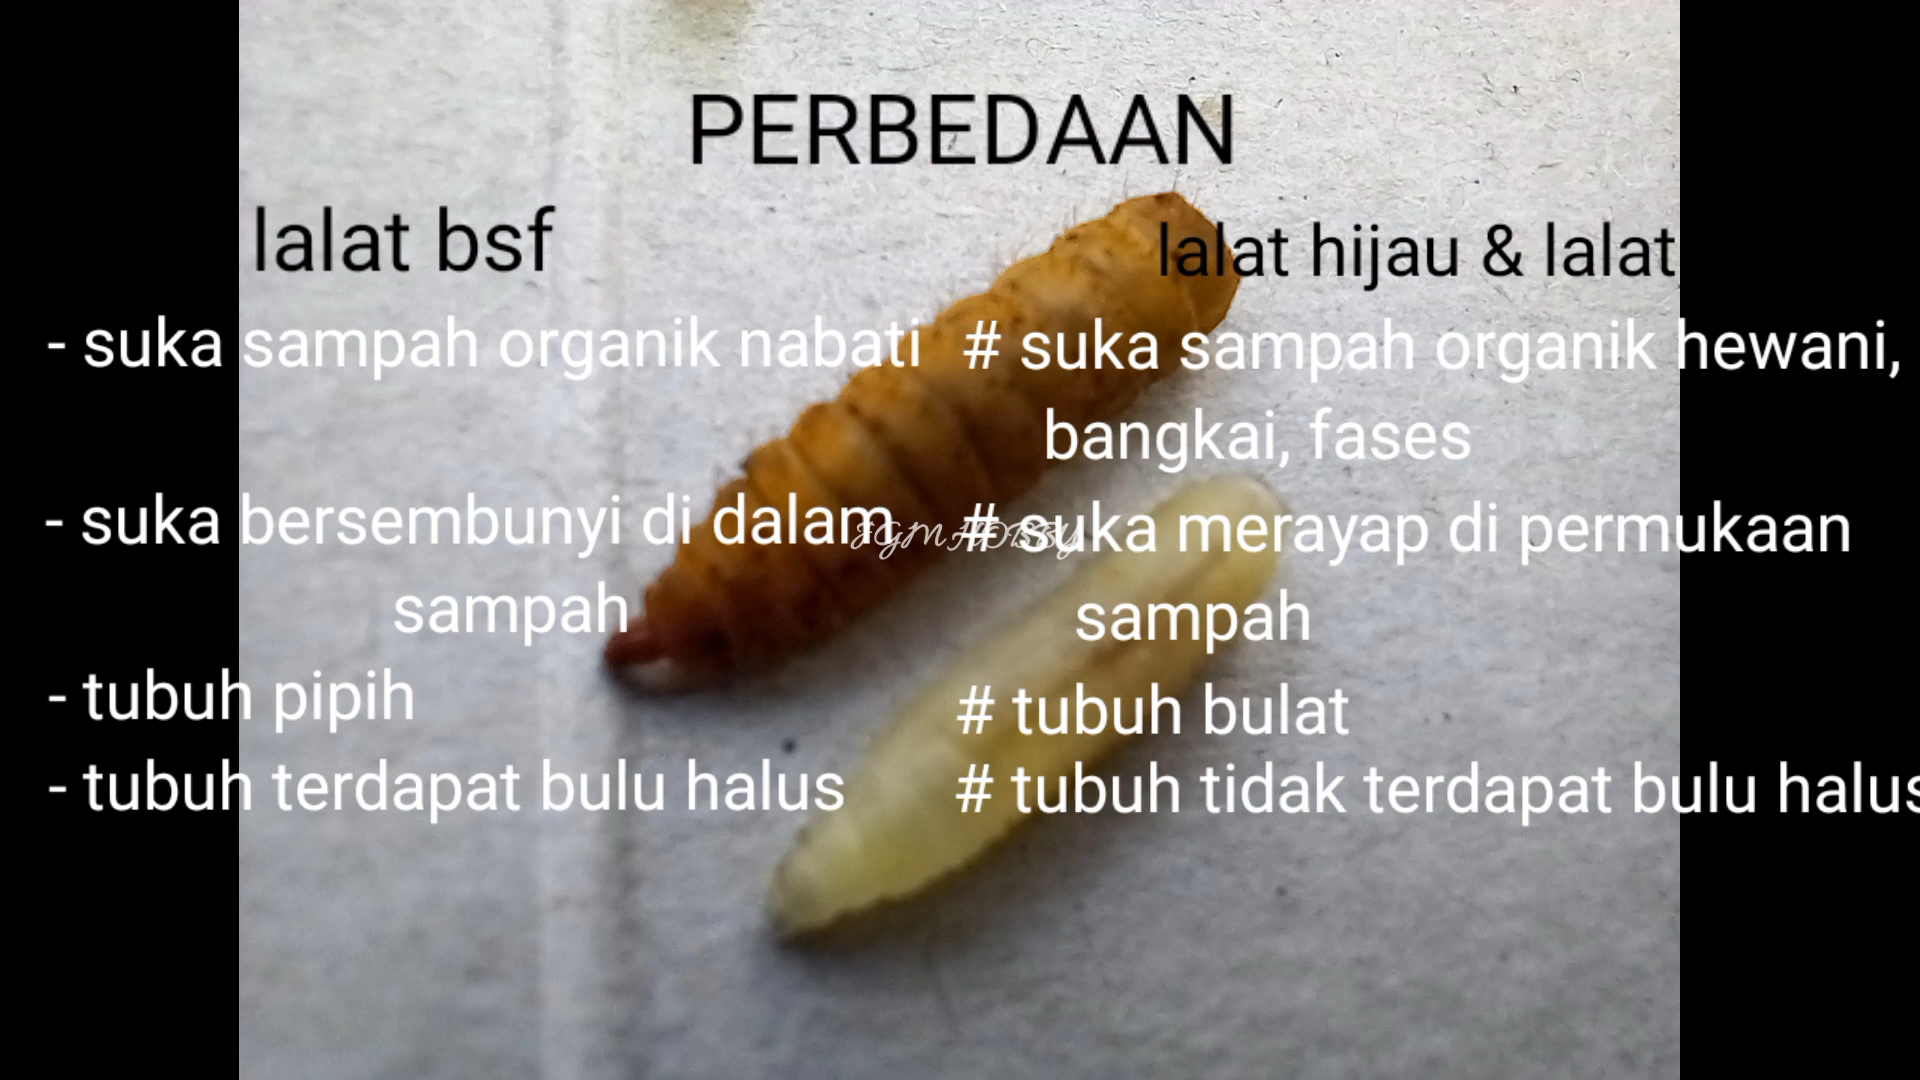 PERBEDAAN
lalat bsf
- suka sampah organik nabati
- suka bersembunyi di dalam
sampah
- tubuh pipih
- tubuh terdapat bulu halus
lalat hijau & lalat
# suka sampah organik hewani,
bangkai, fases
# suka merayap di permukaan
sampah
# tubuh bulat
# tubuh tidak terdapat bulu halus
HOBBY